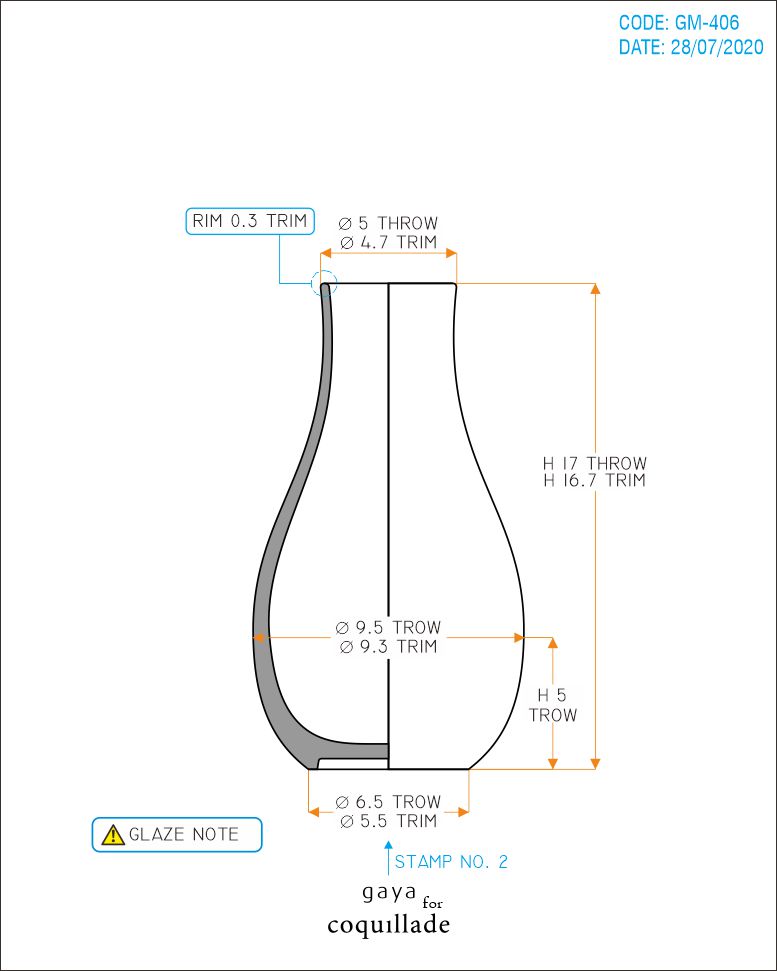 CODE: GM-406
DATE: 28/07/2020
RIM 0.3 TRIM
Ø 5 THROW
Ø 4.7 TRIM
H 17 THROW
H 16.7 TRIM
Ø 9.5 TROW
Ø 9.3 TRIM
H 5
TROW
Ø 6.5 TROW
Ø 5.5 TRIM
GLAZE NOTE
STAMP NO. 2
gaya for
coquillade